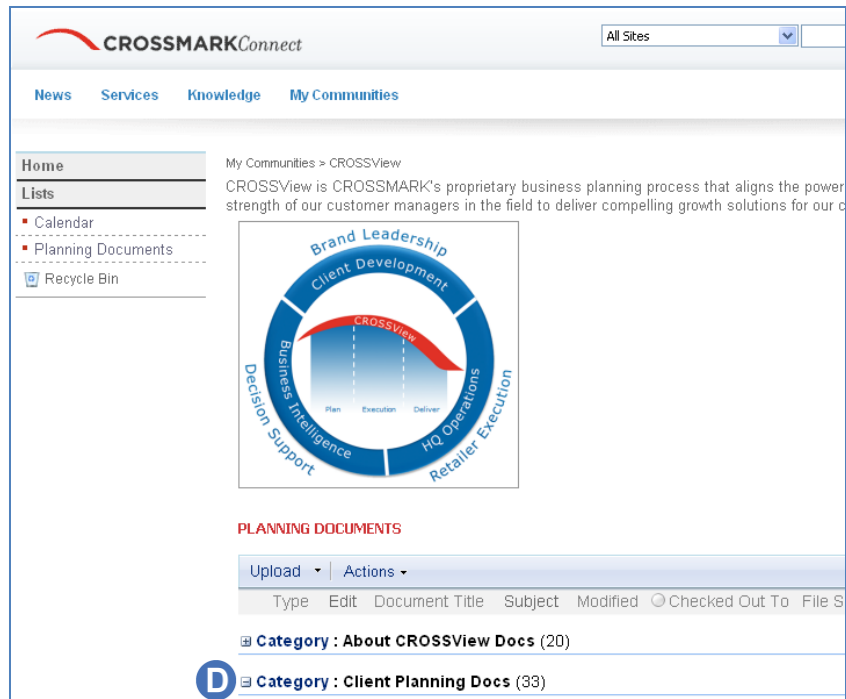 CROSSMARKConnect
All Sites
News Services Knowledge My Communities
Home
Lists
Calendar
Planning Documents
Recycle Bin
My Communities > CROSSView
CROSSView is CROSSMARK's proprietary business planning process that aligns the power
strength of our customer managers in the field to deliver compelling growth solutions for our c
Brand Leadership
Client Development
CROSSView
Business Intelligence
Decision Support
Plan Execution Deliver
HQ Operations
Retailer Execution
PLANNING DOCUMENTS
Upload Actions
Type Edit Document Title Subject Modified Checked Out To File S
Category : About CROSSView Docs (20)
D
Category : Client Planning Docs (33)